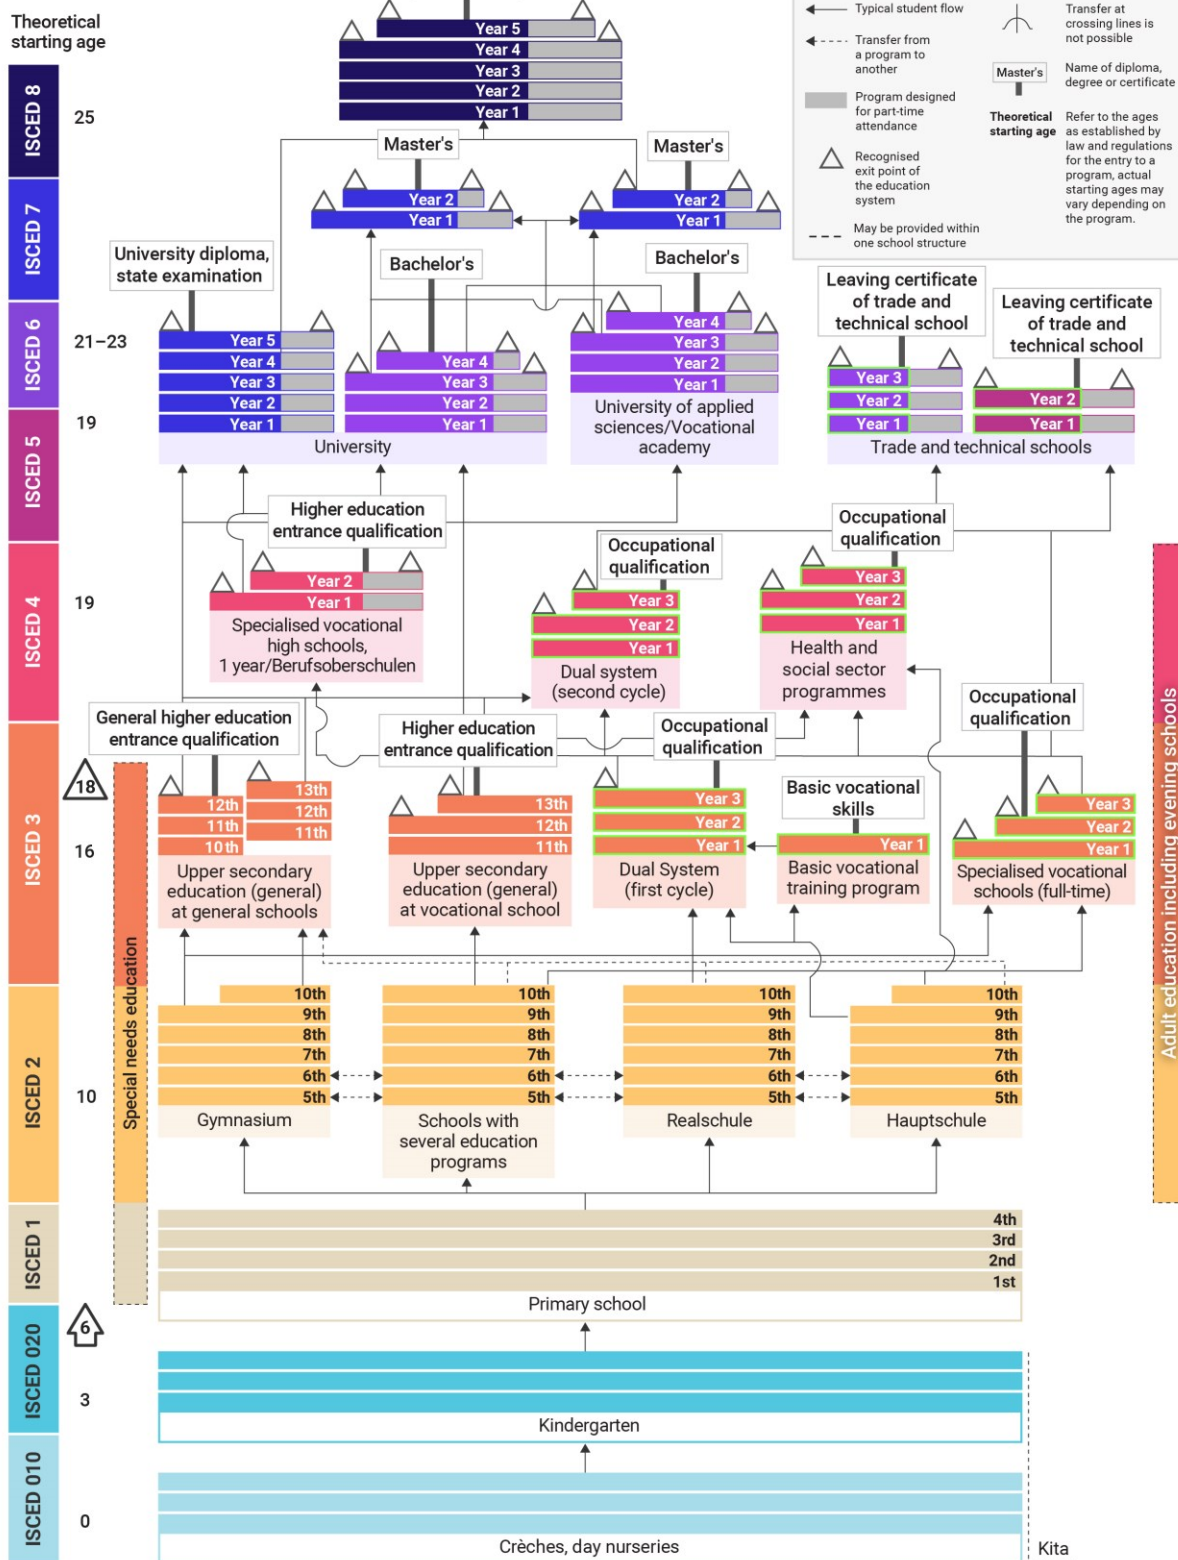 Theoretical
starting age
ISCED 8
25
ISCED 7
ISCED 6
21–23
19
ISCED 5
ISCED 4
19
ISCED 3
18
16
ISCED 2
10
ISCED 1
6
ISCED 020
3
ISCED 010
0
Typical student flow
Transfer from
a program to
another
Program designed
for part-time
attendance
Recognised
exit point of
the education
system
May be provided within
one school structure
Transfer at
crossing lines is
not possible
Master's
Name of diploma,
degree or certificate
Theoretical
starting age
Refer to the ages
as established by
law and regulations
for the entry to a
program, actual
starting ages may
vary depending on
the program.
Year 5
Year 4
Year 3
Year 2
Year 1
Master's
Year 2
Year 1
Master's
Year 2
Year 1
University diploma,
state examination
Year 5
Year 4
Year 3
Year 2
Year 1
Bachelor's
Year 4
Year 3
Year 2
Year 1
University
Bachelor's
Year 4
Year 3
Year 2
Year 1
University of applied
sciences/Vocational
academy
Leaving certificate
of trade and
technical school
Year 3
Year 2
Year 1
Leaving certificate
of trade and
technical school
Year 2
Year 1
Trade and technical schools
Higher education
entrance qualification
Year 2
Year 1
Specialised vocational
high schools,
1 year/Berufsoberschulen
Occupational
qualification
Year 3
Year 2
Year 1
Dual system
(second cycle)
Occupational
qualification
Year 3
Year 2
Year 1
Health and
social sector
programmes
General higher education
entrance qualification
12th
11th
10th
13th
12th
11th
Upper secondary
education (general)
at general schools
Higher education
entrance qualification
13th
12th
11th
Upper secondary
education (general)
at vocational school
Occupational
qualification
Year 3
Year 2
Year 1
Dual System
(first cycle)
Basic vocational
skills
Year 1
Basic vocational
training program
Occupational
qualification
Year 3
Year 2
Year 1
Specialised vocational
schools (full-time)
Special needs education
Adult education including evening schools
10th
9th
8th
7th
6th
5th
Gymnasium
10th
9th
8th
7th
6th
5th
Schools with
several education
programs
10th
9th
8th
7th
6th
5th
Realschule
10th
9th
8th
7th
6th
5th
Hauptschule
4th
3rd
2nd
1st
Primary school
Kindergarten
Crèches, day nurseries
Kita